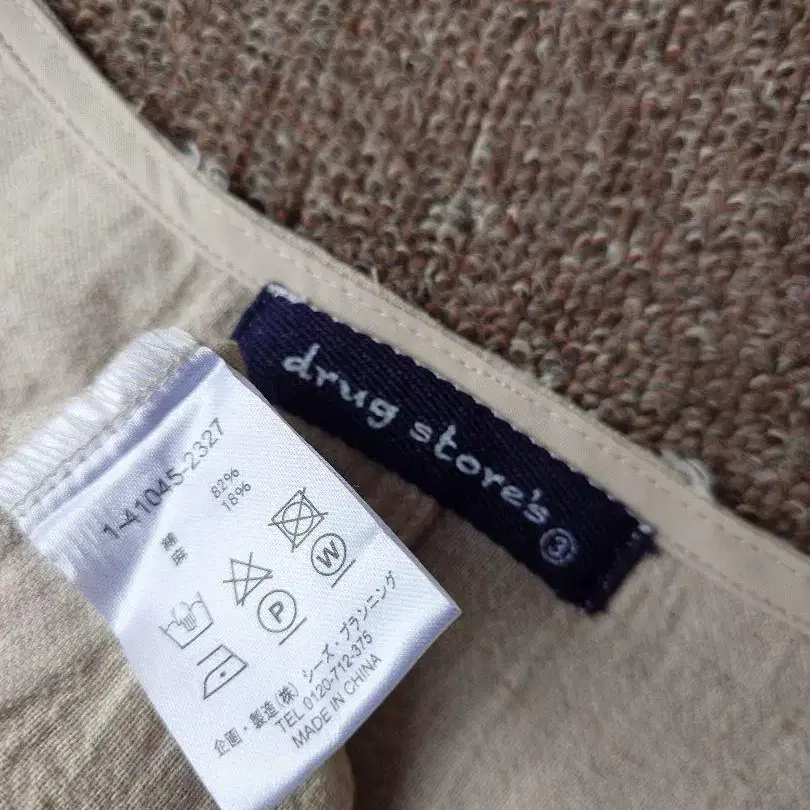 drug store's ③
1-41045-2327
綿 82%
麻 18%
P
W
企画・製造(株) シーズ・プランニング
TEL.0120-712-375
MADE IN CHINA